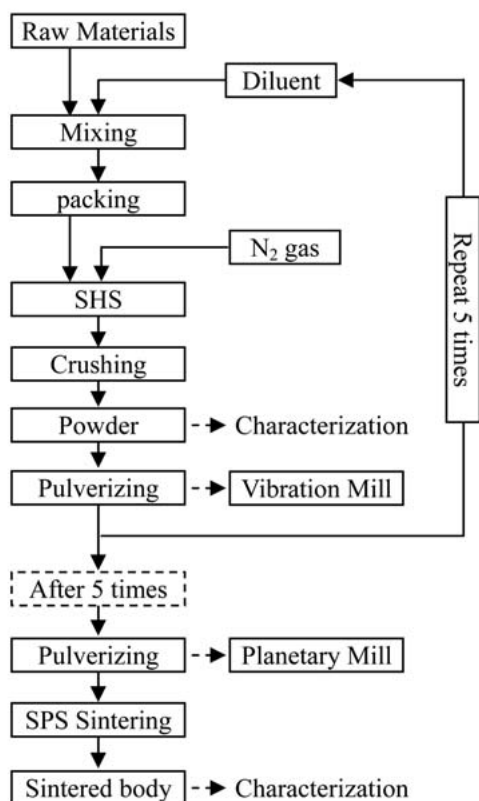 Raw Materials
Diluent
Mixing
packing
N₂ gas
Repeat 5 times
SHS
Crushing
Powder
Characterization
Pulverizing
Vibration Mill
After 5 times
Pulverizing
Planetary Mill
SPS Sintering
Sintered body
Characterization